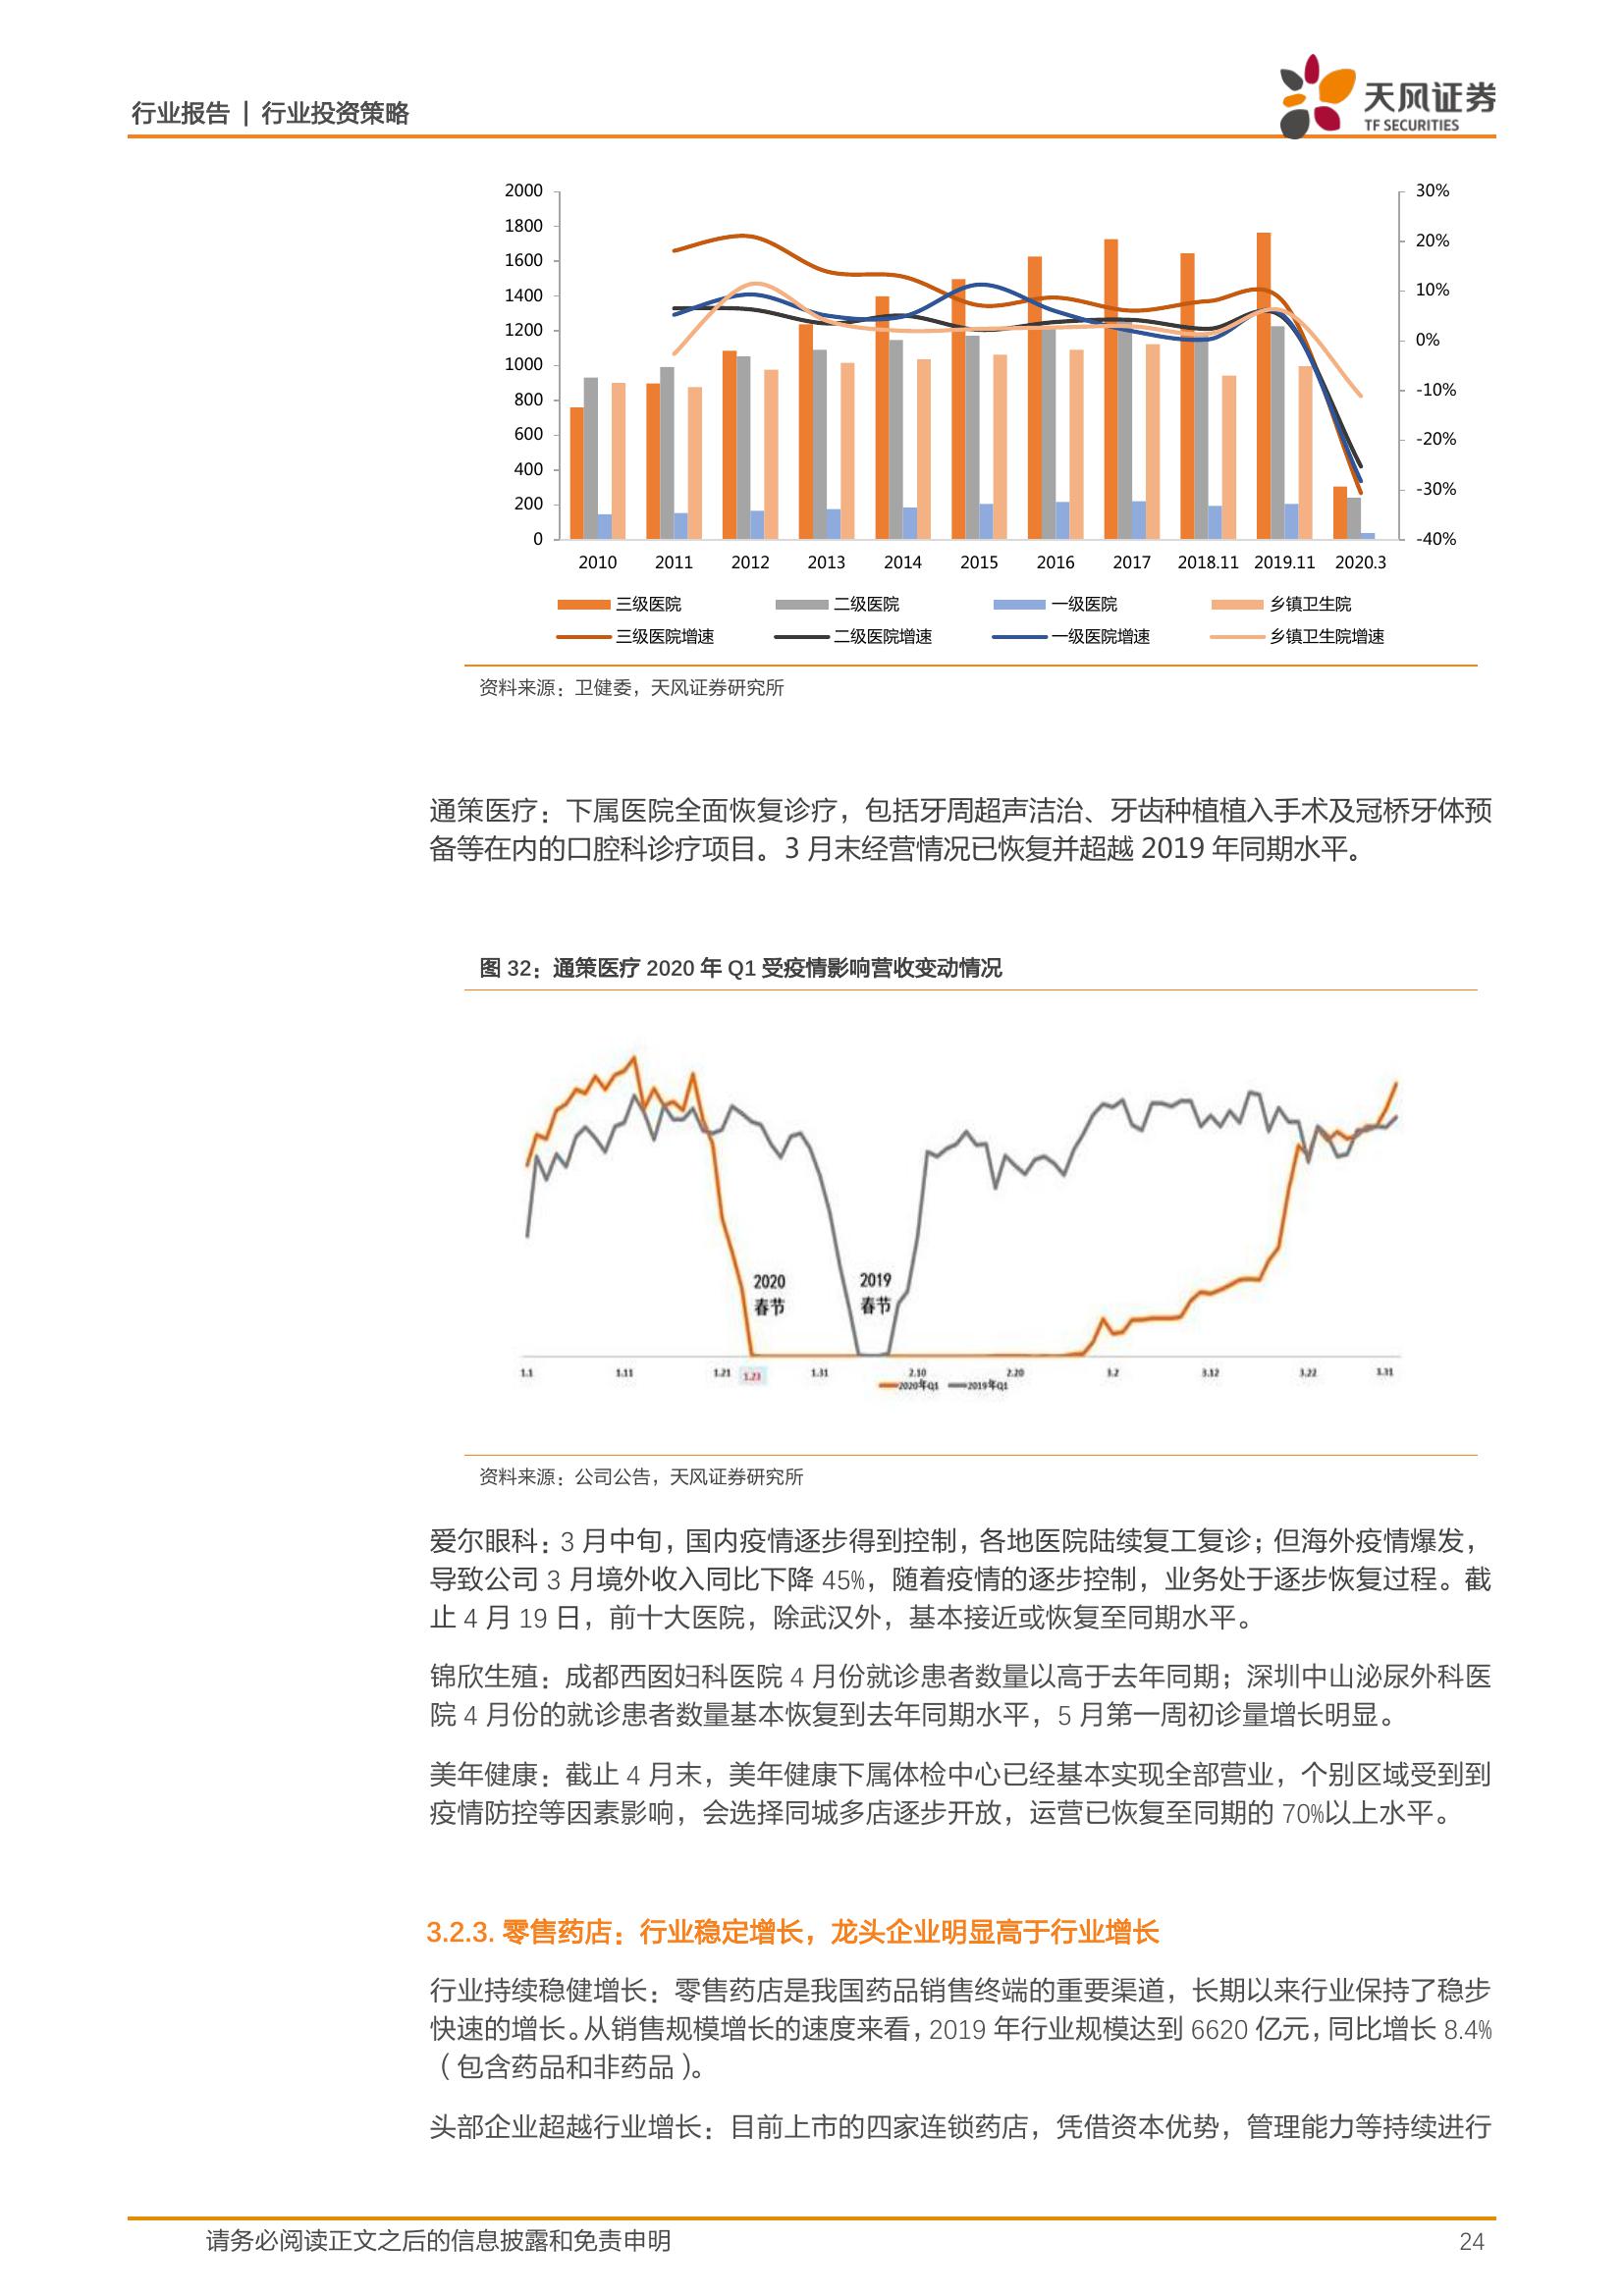 行业报告 | 行业投资策略
天风证券
TF SECURITIES
2000
1800
1600
1400
1200
1000
800
600
400
200
0
30%
20%
10%
0%
-10%
-20%
-30%
-40%
2010 2011 2012 2013 2014 2015 2016 2017 2018.11 2019.11 2020.3
三级医院 二级医院 一级医院 乡镇卫生院
三级医院增速 二级医院增速 一级医院增速 乡镇卫生院增速
资料来源：卫健委，天风证券研究所
通策医疗：下属医院全面恢复诊疗，包括牙周超声洁治、牙齿种植植入手术及冠桥牙体预
备等在内的口腔科诊疗项目。3 月末经营情况已恢复并超越 2019 年同期水平。
图 32：通策医疗 2020 年 Q1 受疫情影响营收变动情况
2020
春节
2019
春节
1.1 1.11 1.21 1.23 1.31 2.10 2.20 3.2 3.12 3.22 3.31
2020年Q1 2019年Q1
资料来源：公司公告，天风证券研究所
爱尔眼科：3 月中旬，国内疫情逐步得到控制，各地医院陆续复工复诊；但海外疫情爆发，
导致公司 3 月境外收入同比下降 45%，随着疫情的逐步控制，业务处于逐步恢复过程。截
止 4 月 19 日，前十大医院，除武汉外，基本接近或恢复至同期水平。
锦欣生殖：成都西囡妇科医院 4 月份就诊患者数量以高于去年同期；深圳中山泌尿外科医
院 4 月份的就诊患者数量基本恢复到去年同期水平，5 月第一周初诊量增长明显。
美年健康：截止 4 月末，美年健康下属体检中心已经基本实现全部营业，个别区域受到到
疫情防控等因素影响，会选择同城多店逐步开放，运营已恢复至同期的 70%以上水平。
3.2.3. 零售药店：行业稳定增长，龙头企业明显高于行业增长
行业持续稳健增长：零售药店是我国药品销售终端的重要渠道，长期以来行业保持了稳步
快速的增长。从销售规模增长的速度来看，2019 年行业规模达到 6620 亿元，同比增长 8.4%
（包含药品和非药品）。
头部企业超越行业增长：目前上市的四家连锁药店，凭借资本优势，管理能力等持续进行
请务必阅读正文之后的信息披露和免责申明
24